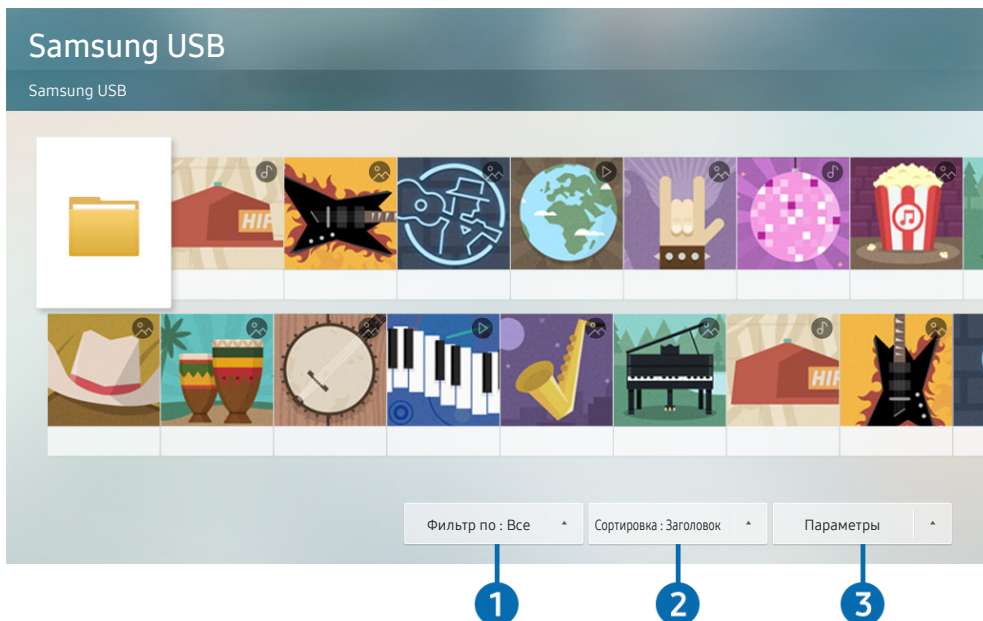 Samsung USB
Samsung USB
HIF
HIF
Фильтр по : Все
Сортировка : Заголовок
Параметры
1
2
3